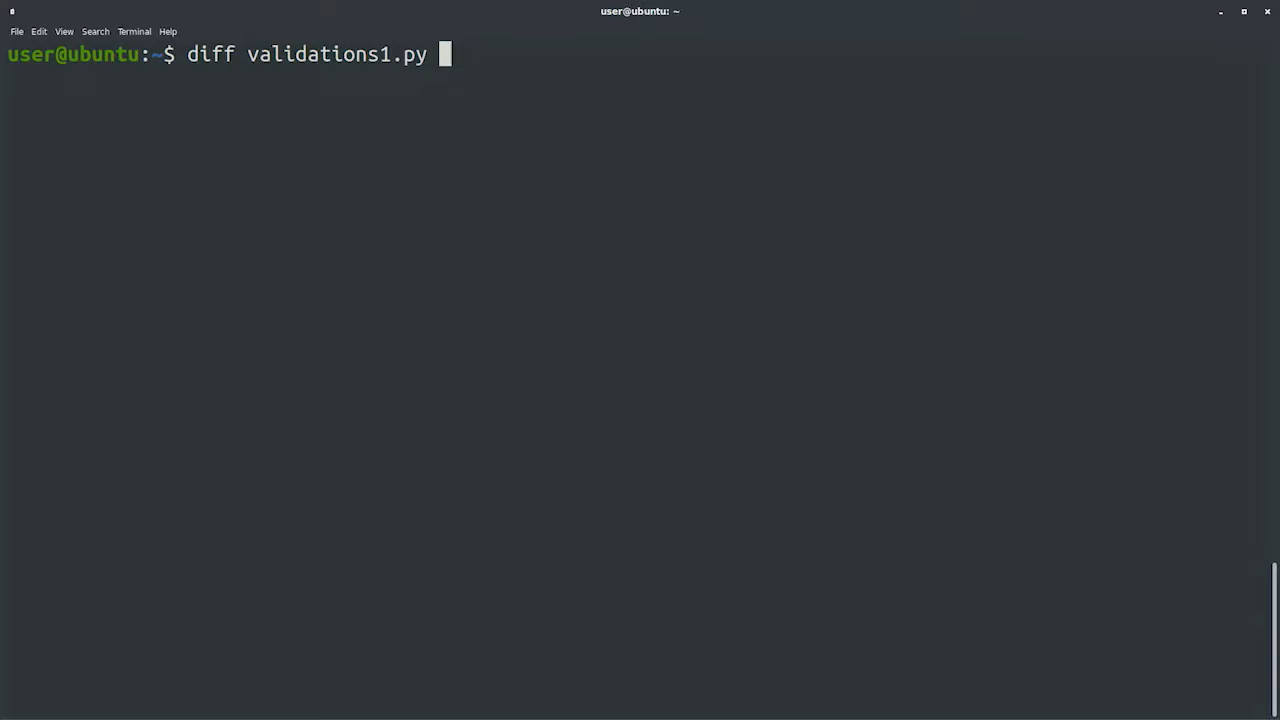 user@ubuntu: ~
File Edit View Search Terminal Help
user@ubuntu:~$ diff validations1.py